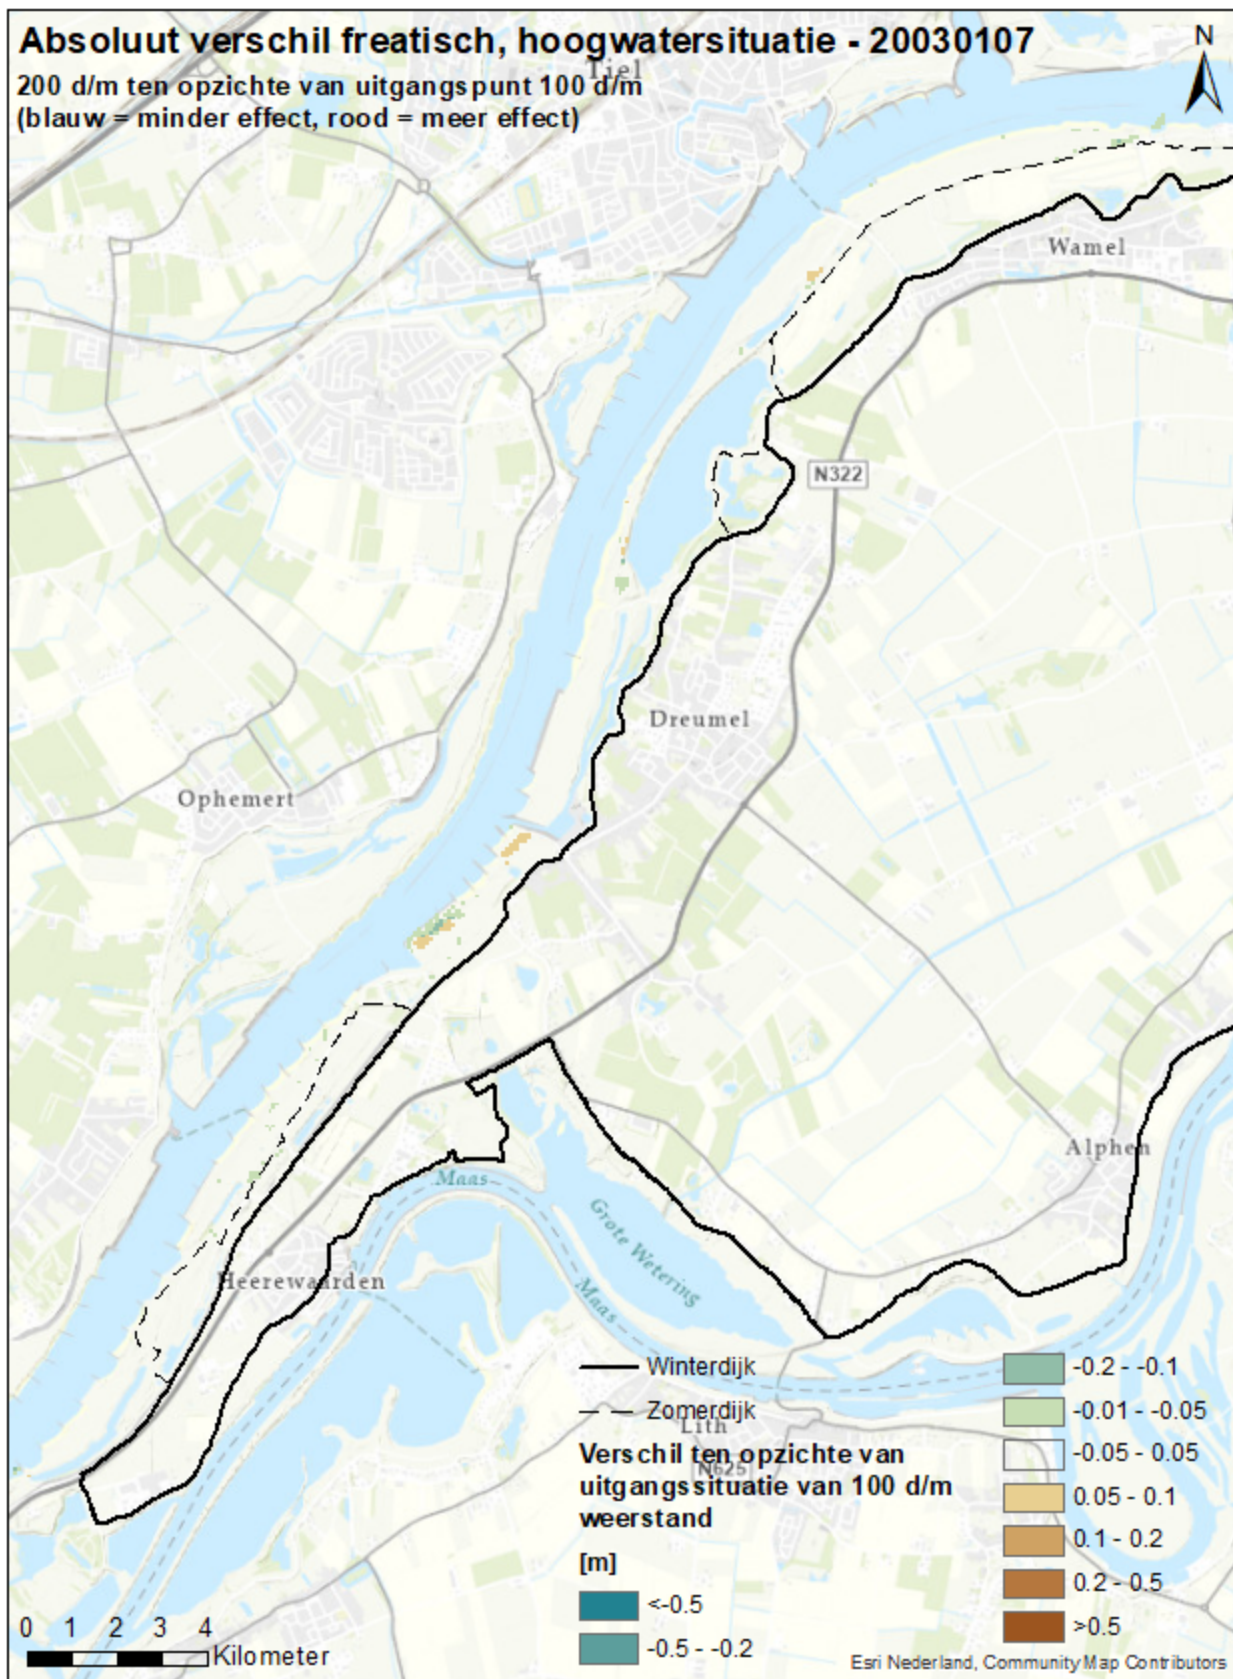 Absoluut verschil freatisch, hoogwatersituatie - 20030107
200 d/m ten opzichte van uitgangspunt 100 d/m
(blauw = minder effect, rood = meer effect)
N
Tiel
Wamel
N322
Dreumel
Ophemert
Alphen
Maas
Grote Wetering
Maas
Heerewaarden
Lith
N625
Winterdijk
Zomerdijk
Verschil ten opzichte van
uitgangssituatie van 100 d/m
weerstand
[m]
<-0.5
-0.5 - -0.2
-0.2 - -0.1
-0.01 - -0.05
-0.05 - 0.05
0.05 - 0.1
0.1 - 0.2
0.2 - 0.5
>0.5
0 1 2 3 4
Kilometer
Esri Nederland, Community Map Contributors